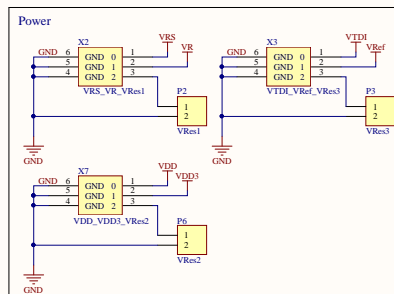 Power
X2
GND 6 GND 0 1 VRS
5 GND 1 2 VR
4 GND 2 3
VRS_VR_VRes1
P2
1
2
VRes1
GND
X3
GND 6 GND 0 1 VTDI
5 GND 1 2 VRef
4 GND 2 3
VTDI_VRef_VRes3
P3
1
2
VRes3
GND
X7
GND 6 GND 0 1 VDD
5 GND 1 2 VDD3
4 GND 2 3
VDD_VDD3_VRes2
P6
1
2
VRes2
GND